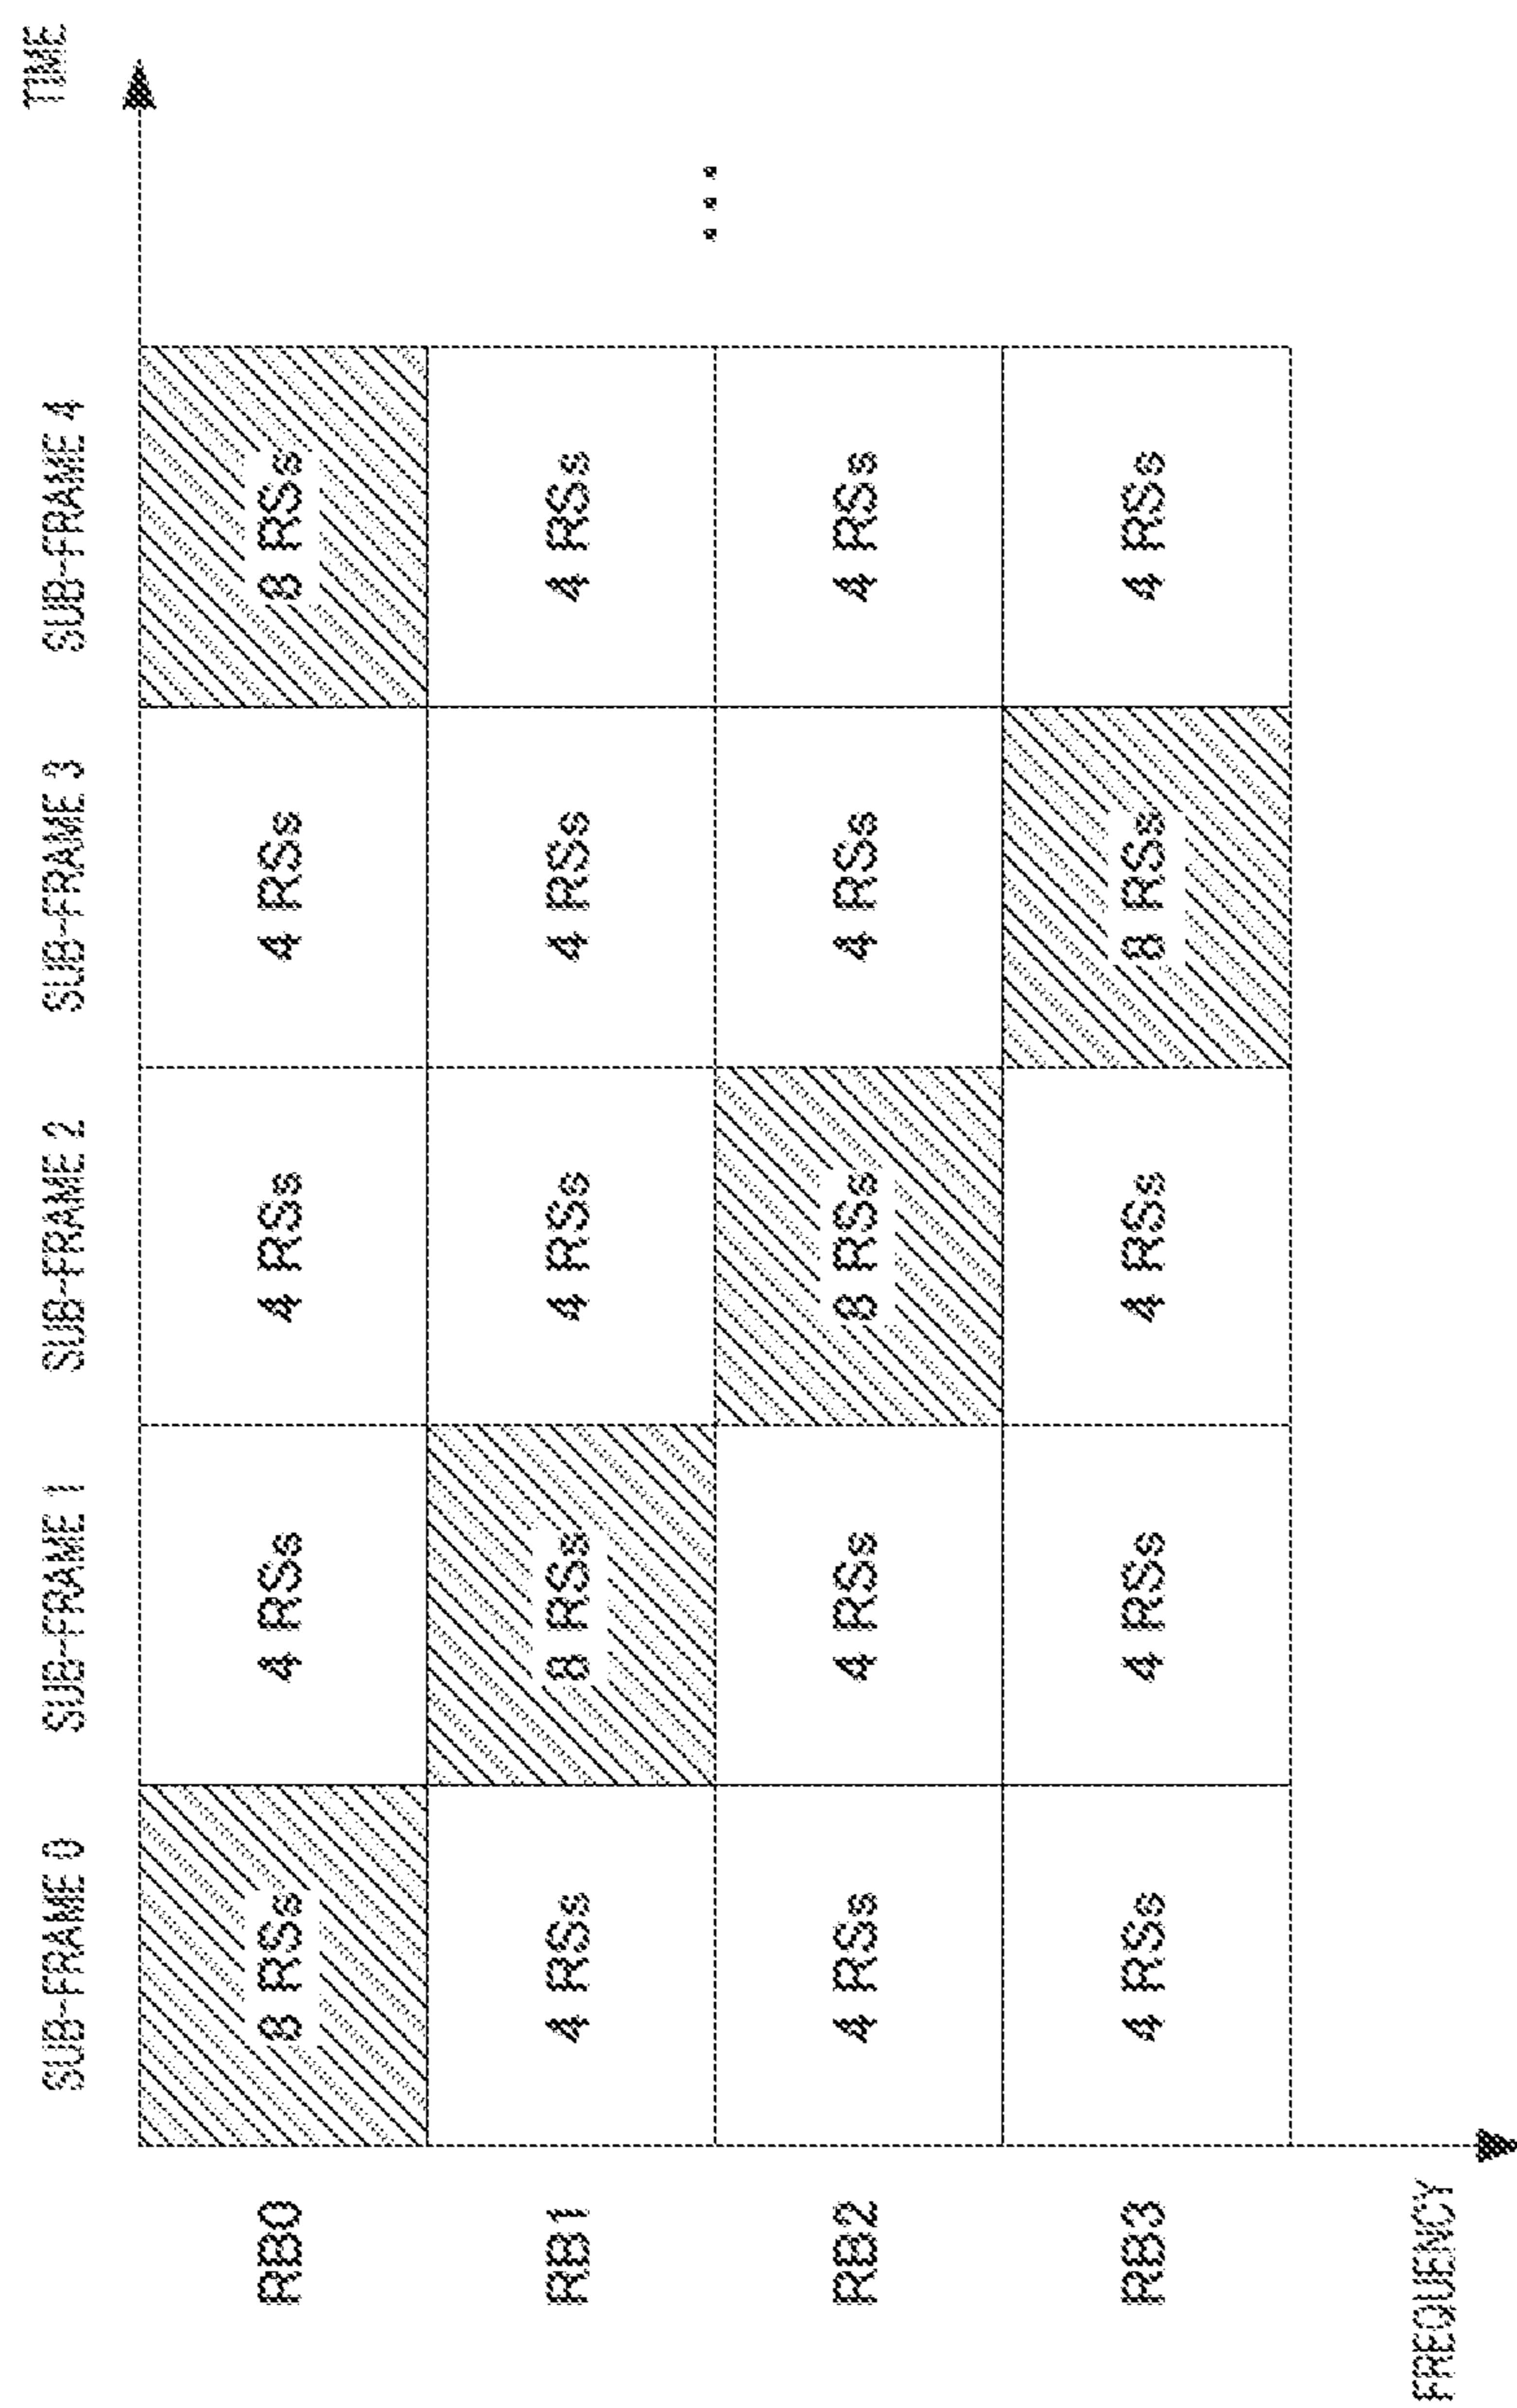 TIME
SUB-FRAME 0 SUB-FRAME 1 SUB-FRAME 2 SUB-FRAME 3 SUB-FRAME 4
RB0 8 RSs 4 RSs 4 RSs 4 RSs 8 RSs
RB1 4 RSs 8 RSs 4 RSs 4 RSs 4 RSs
...
RB2 4 RSs 4 RSs 8 RSs 4 RSs 4 RSs
RB3 4 RSs 4 RSs 4 RSs 8 RSs 4 RSs
FREQUENCY